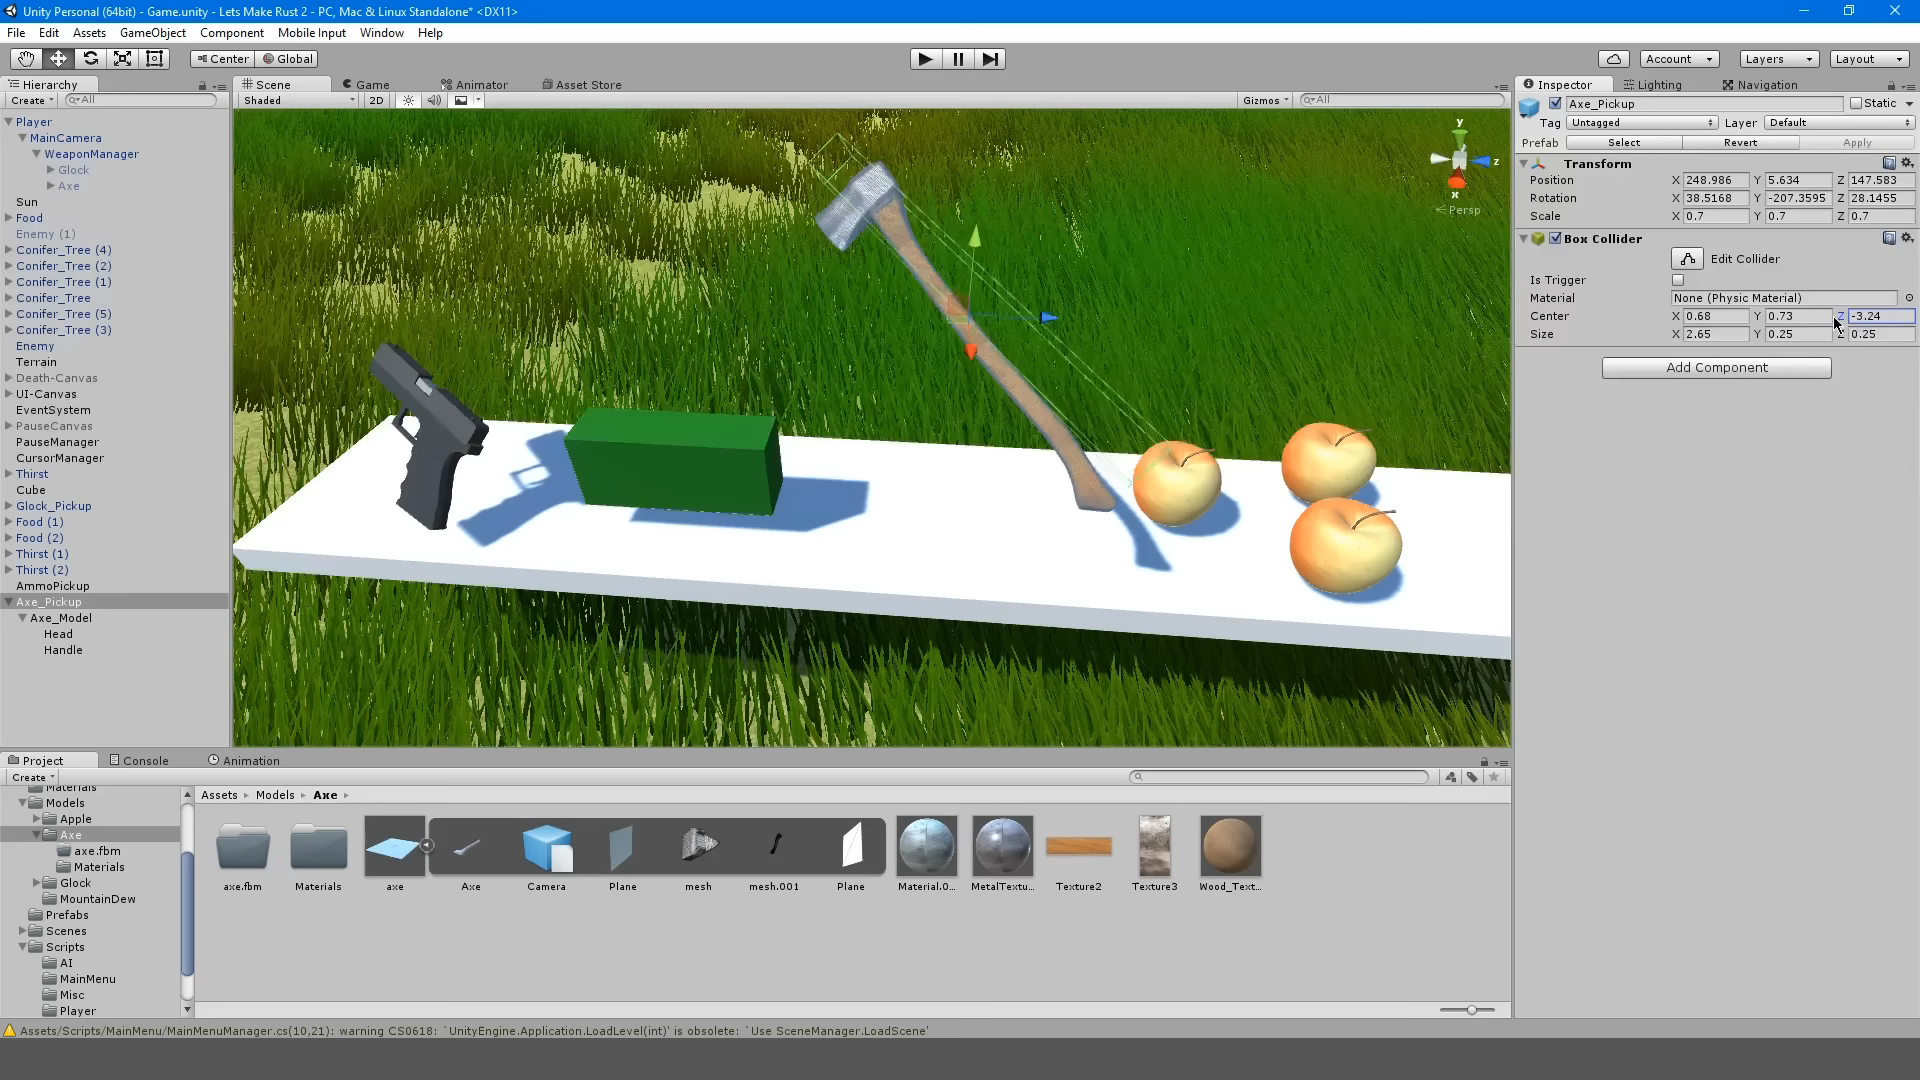 Unity Personal (64bit) - Game.unity - Lets Make Rust 2 - PC, Mac & Linux Standalone* <DX11>
File Edit Assets GameObject Component Mobile Input Window Help
Center Global Account Layers Layout
Hierarchy
Create All
Player
MainCamera
WeaponManager
Glock
Axe
Sun
Food
Enemy (1)
Conifer_Tree (4)
Conifer_Tree (2)
Conifer_Tree (1)
Conifer_Tree
Conifer_Tree (5)
Conifer_Tree (3)
Enemy
Terrain
Death-Canvas
UI-Canvas
EventSystem
PauseCanvas
PauseManager
CursorManager
Thirst
Cube
Glock_Pickup
Food (1)
Food (2)
Thirst (1)
Thirst (2)
AmmoPickup
Axe_Pickup
Axe_Model
Head
Handle
Scene Game Animator Asset Store
Shaded 2D Gizmos All
y
z
x
Persp
Inspector Lighting Navigation
Axe_Pickup Static
Tag Untagged Layer Default
Prefab Select Revert Apply
Transform
Position X 248.986 Y 5.634 Z 147.583
Rotation X 38.5168 Y -207.3595 Z 28.1455
Scale X 0.7 Y 0.7 Z 0.7
Box Collider
Edit Collider
Is Trigger
Material None (Physic Material)
Center X 0.68 Y 0.73 Z -3.24
Size X 2.65 Y 0.25 Z 0.25
Add Component
Project Console Animation
Create
Materials
Models
Apple
Axe
axe.fbm
Materials
Glock
MountainDew
Prefabs
Scenes
Scripts
AI
MainMenu
Misc
Player
Assets Models Axe
axe.fbm Materials axe Axe Camera Plane mesh mesh.001 Plane Material.0... MetalTextu... Texture2 Texture3 Wood_Text...
Assets/Scripts/MainMenu/MainMenuManager.cs(10,21): warning CS0618: `UnityEngine.Application.LoadLevel(int)' is obsolete: `Use SceneManager.LoadScene'